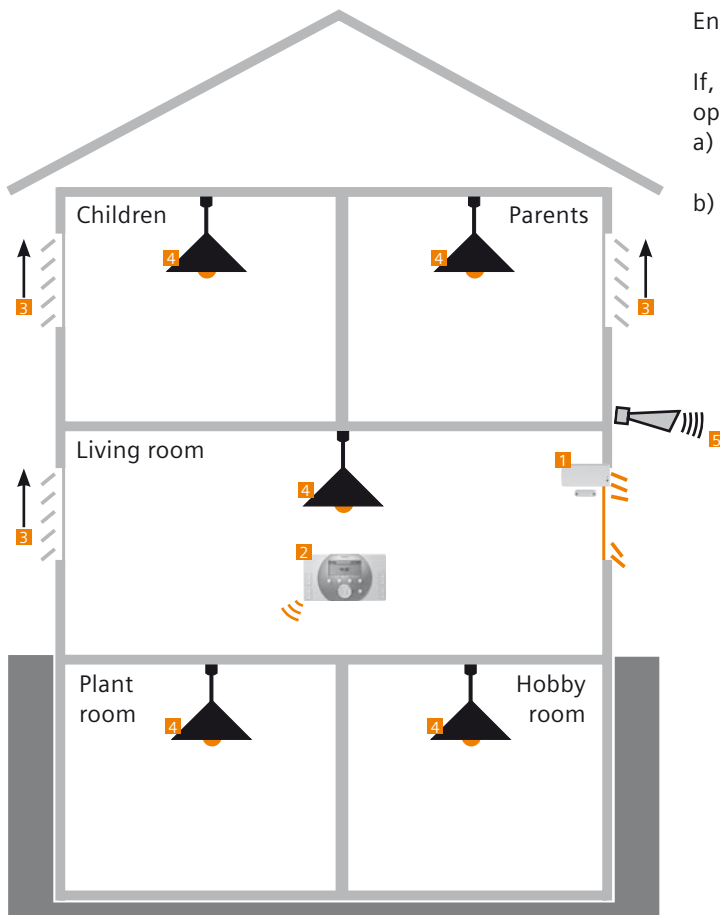 En
If,
op
a)
b)
Children
Parents
4
4
3
3
5
Living room
1
4
3
2
Plant
room
Hobby
room
4
4